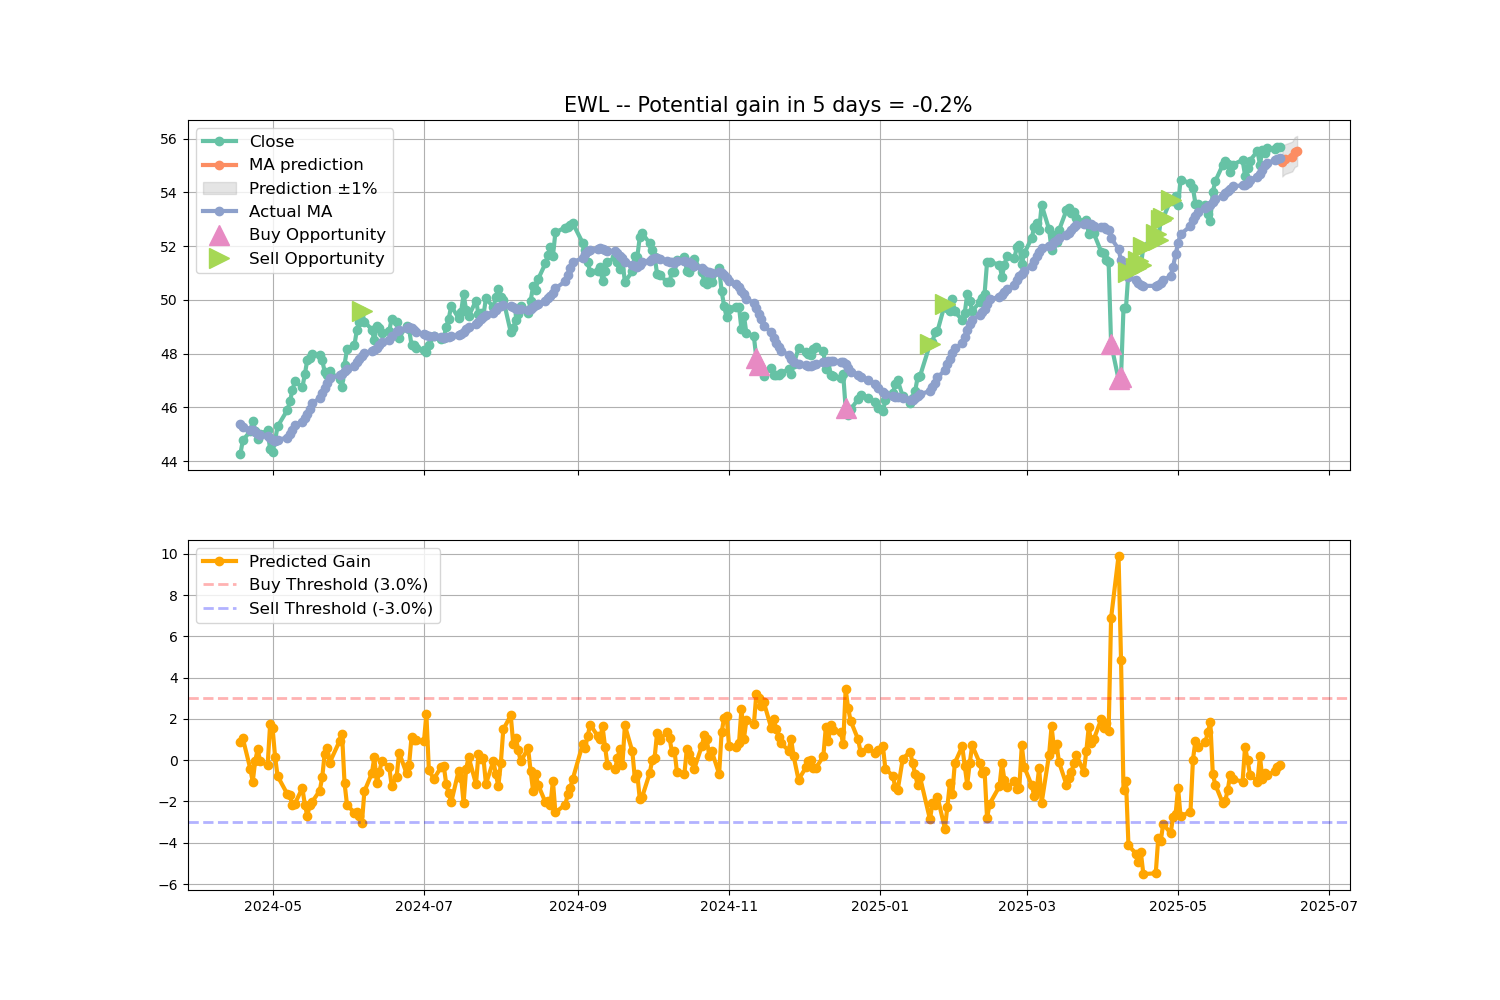 EWL -- Potential gain in 5 days = -0.2%
56
54
52
50
48
46
44
Close
MA prediction
Prediction ±1%
Actual MA
Buy Opportunity
Sell Opportunity
10
8
6
4
2
0
−2
−4
−6
Predicted Gain
Buy Threshold (3.0%)
Sell Threshold (-3.0%)
2024-05 2024-07 2024-09 2024-11 2025-01 2025-03 2025-05 2025-07